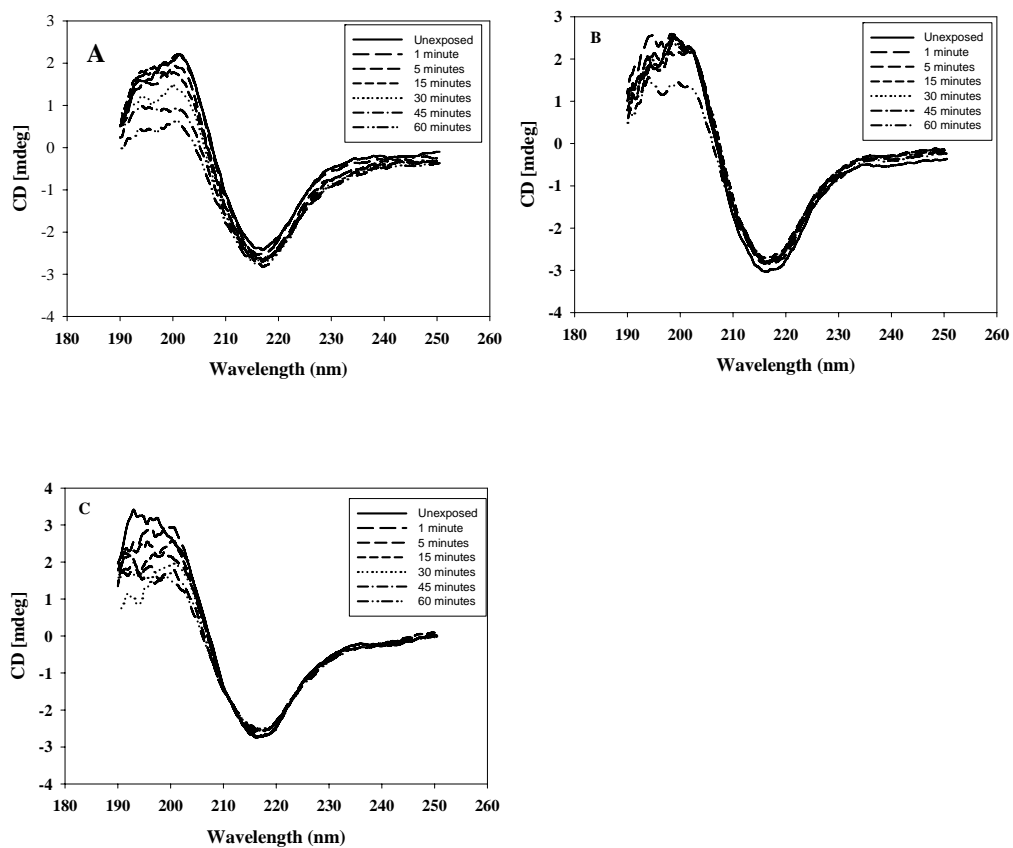 A
3
2
1
0
-1
-2
-3
-4
CD [mdeg]
180 190 200 210 220 230 240 250 260
Wavelength (nm)
Unexposed
1 minute
5 minutes
15 minutes
30 minutes
45 minutes
60 minutes
B
3
2
1
0
-1
-2
-3
-4
CD [mdeg]
180 190 200 210 220 230 240 250 260
Wavelength (nm)
Unexposed
1 minute
5 minutes
15 minutes
30 minutes
45 minutes
60 minutes
C
4
3
2
1
0
-1
-2
-3
-4
CD [mdeg]
180 190 200 210 220 230 240 250 260
Wavelength (nm)
Unexposed
1 minute
5 minutes
15 minutes
30 minutes
45 minutes
60 minutes